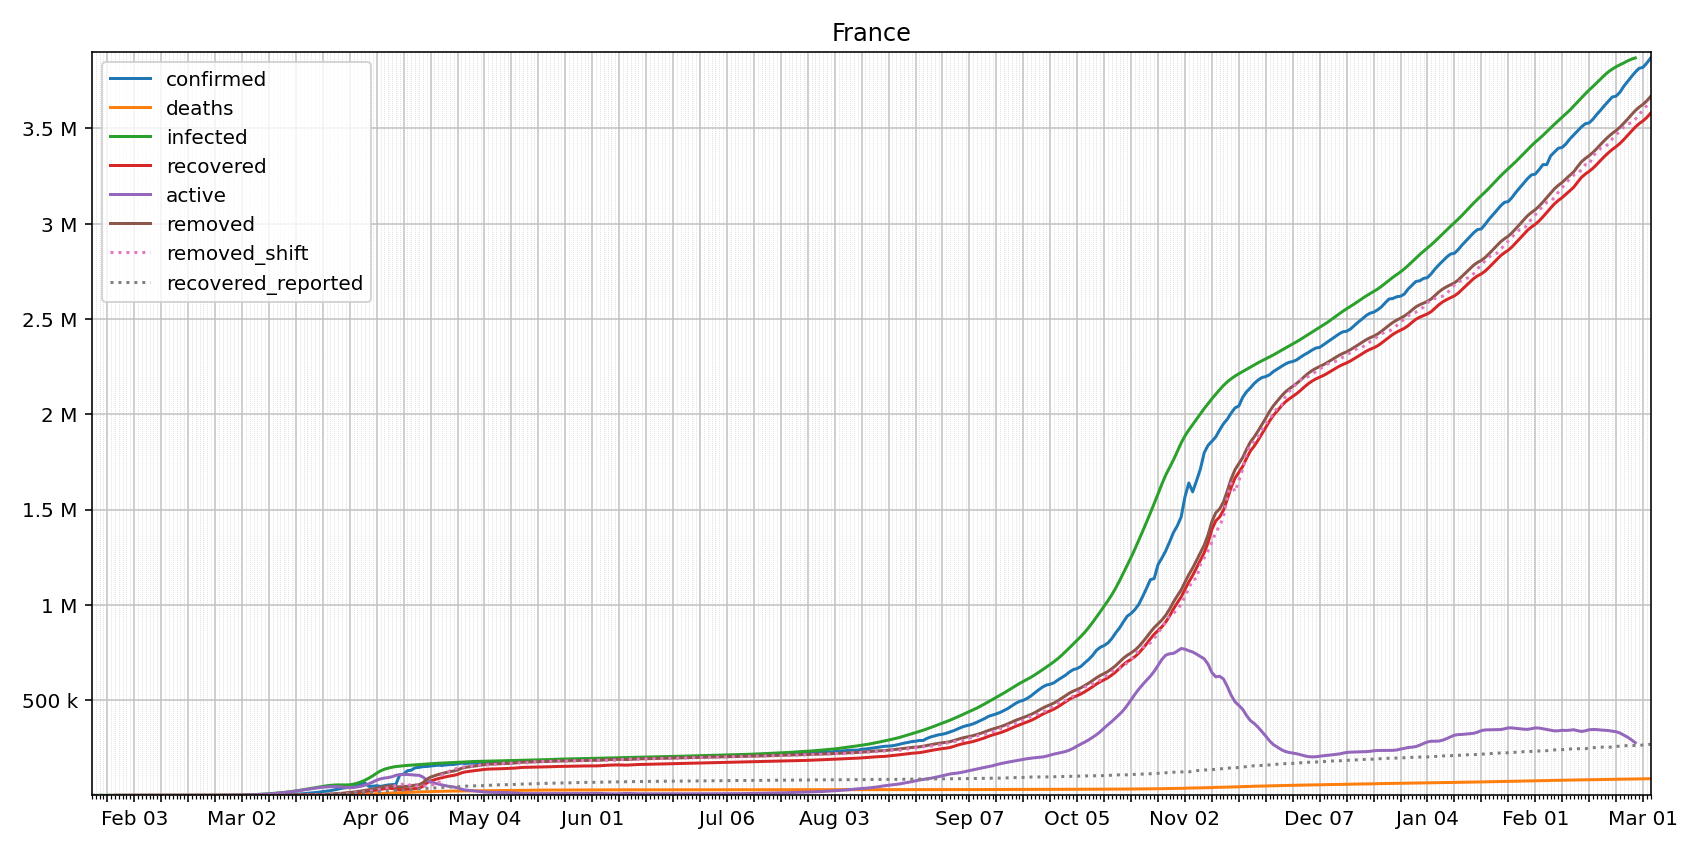 France
confirmed
deaths
infected
recovered
active
removed
removed_shift
recovered_reported
3.5 M
3 M
2.5 M
2 M
1.5 M
1 M
500 k
Feb 03 Mar 02 Apr 06 May 04 Jun 01 Jul 06 Aug 03 Sep 07 Oct 05 Nov 02 Dec 07 Jan 04 Feb 01 Mar 01